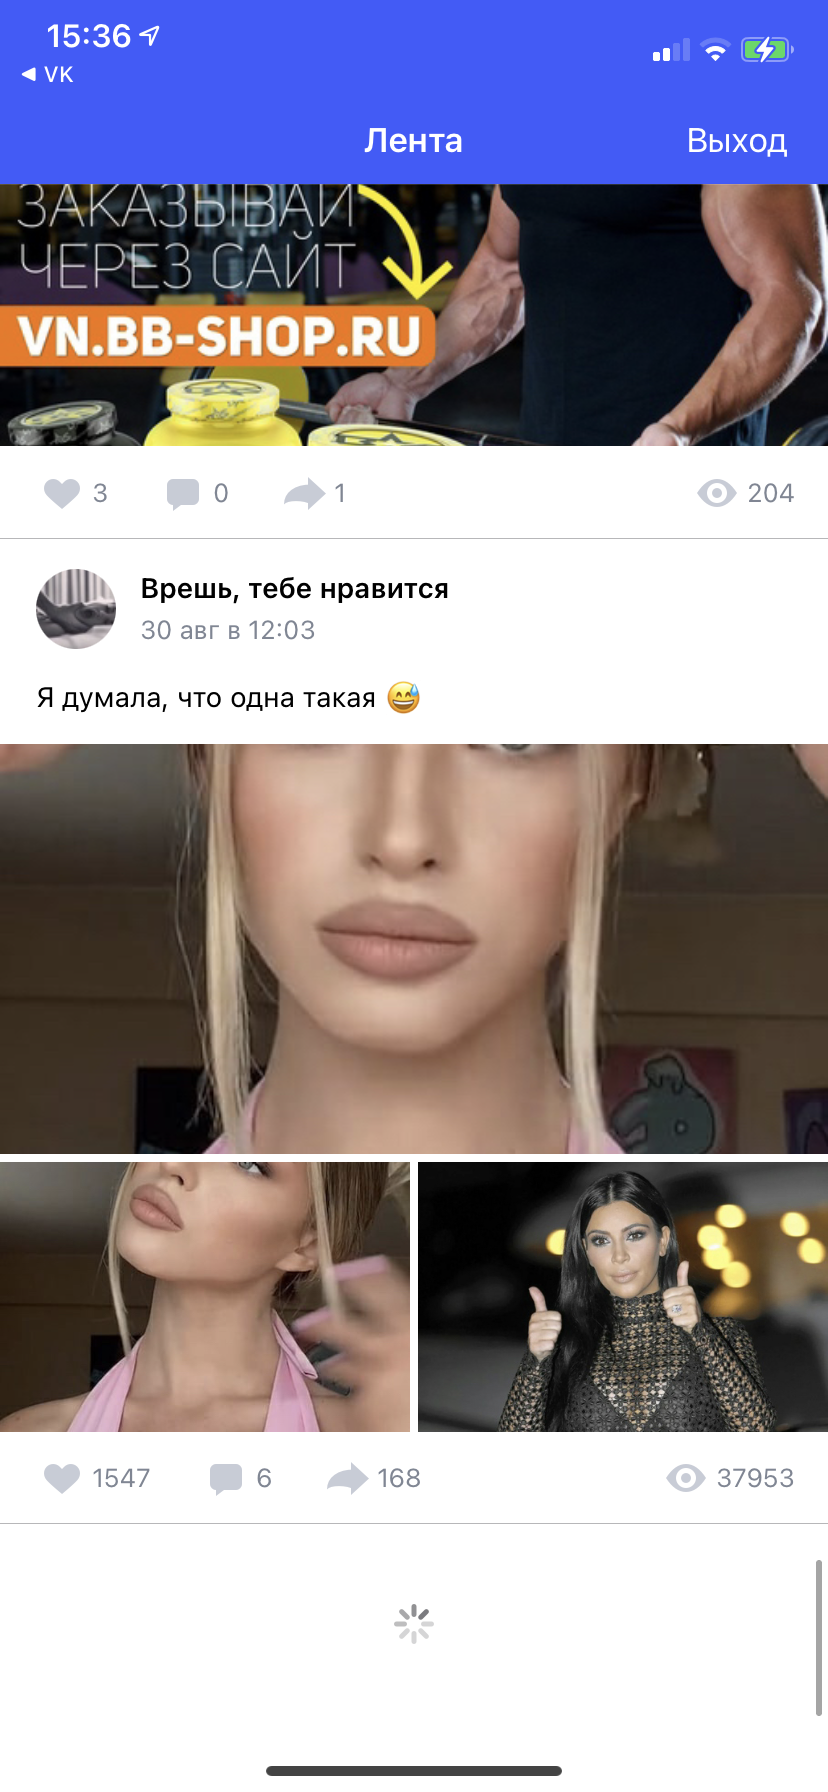 15:36
◀ VK
Лента
Выход
ЗАКАЗЫВАЙ
ЧЕРЕЗ САЙТ
VN.BB-SHOP.RU
3
0
1
204
Врешь, тебе нравится
30 авг в 12:03
Я думала, что одна такая 😅
1547
6
168
37953